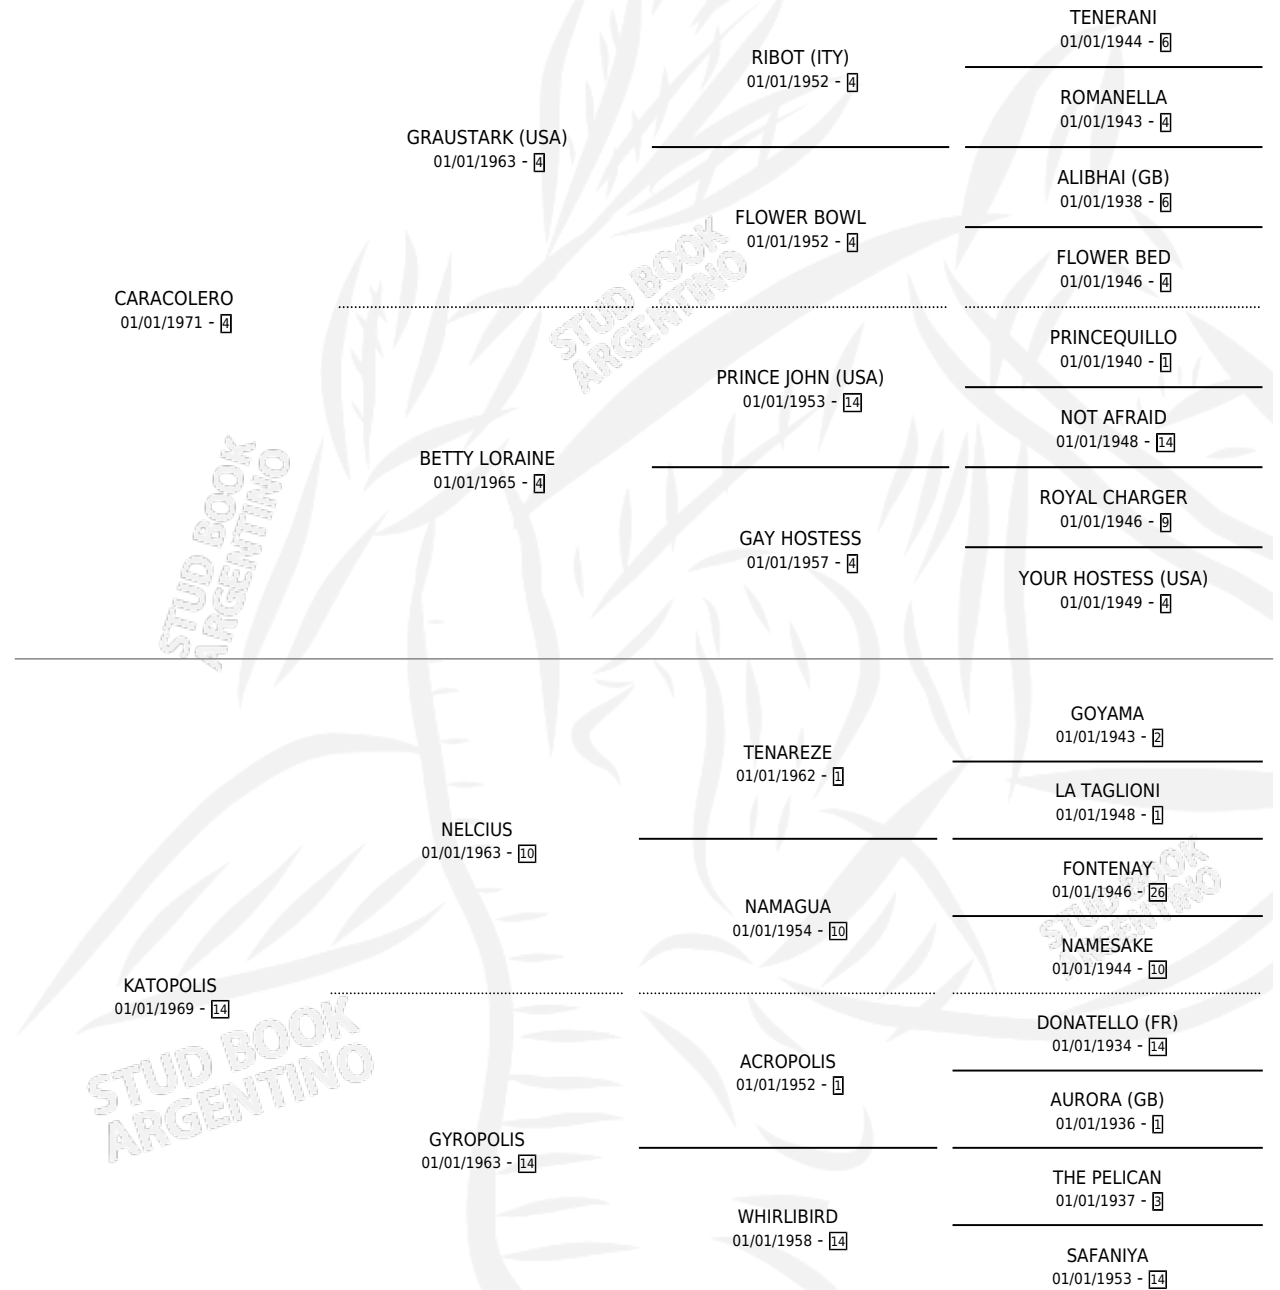 TENERANI
01/01/1944 - 6
RIBOT (ITY)
01/01/1952 - 4
ROMANELLA
01/01/1943 - 4
GRAUSTARK (USA)
01/01/1963 - 4
ALIBHAI (GB)
01/01/1938 - 6
FLOWER BOWL
01/01/1952 - 4
FLOWER BED
01/01/1946 - 4
CARACOLERO
01/01/1971 - 4
STUD BOOK
ARGENTINO
PRINCEQUILLO
01/01/1940 - 1
PRINCE JOHN (USA)
01/01/1953 - 14
NOT AFRAID
01/01/1948 - 14
BETTY LORAINE
01/01/1965 - 4
ROYAL CHARGER
01/01/1946 - 9
GAY HOSTESS
01/01/1957 - 4
YOUR HOSTESS (USA)
01/01/1949 - 4
STUD BOOK
ARGENTINO
GOYAMA
01/01/1943 - 2
TENAREZE
01/01/1962 - 1
LA TAGLIONI
01/01/1948 - 1
NELCIUS
01/01/1963 - 10
FONTENAY
01/01/1946 - 26
NAMAGUA
01/01/1954 - 10
NAMESAKE
01/01/1944 - 10
STUD BOOK
ARGENTINO
KATOPOLIS
01/01/1969 - 14
DONATELLO (FR)
01/01/1934 - 14
ACROPOLIS
01/01/1952 - 1
AURORA (GB)
01/01/1936 - 1
STUD BOOK
ARGENTINO
GYROPOLIS
01/01/1963 - 14
THE PELICAN
01/01/1937 - 3
WHIRLIBIRD
01/01/1958 - 14
SAFANIYA
01/01/1953 - 14